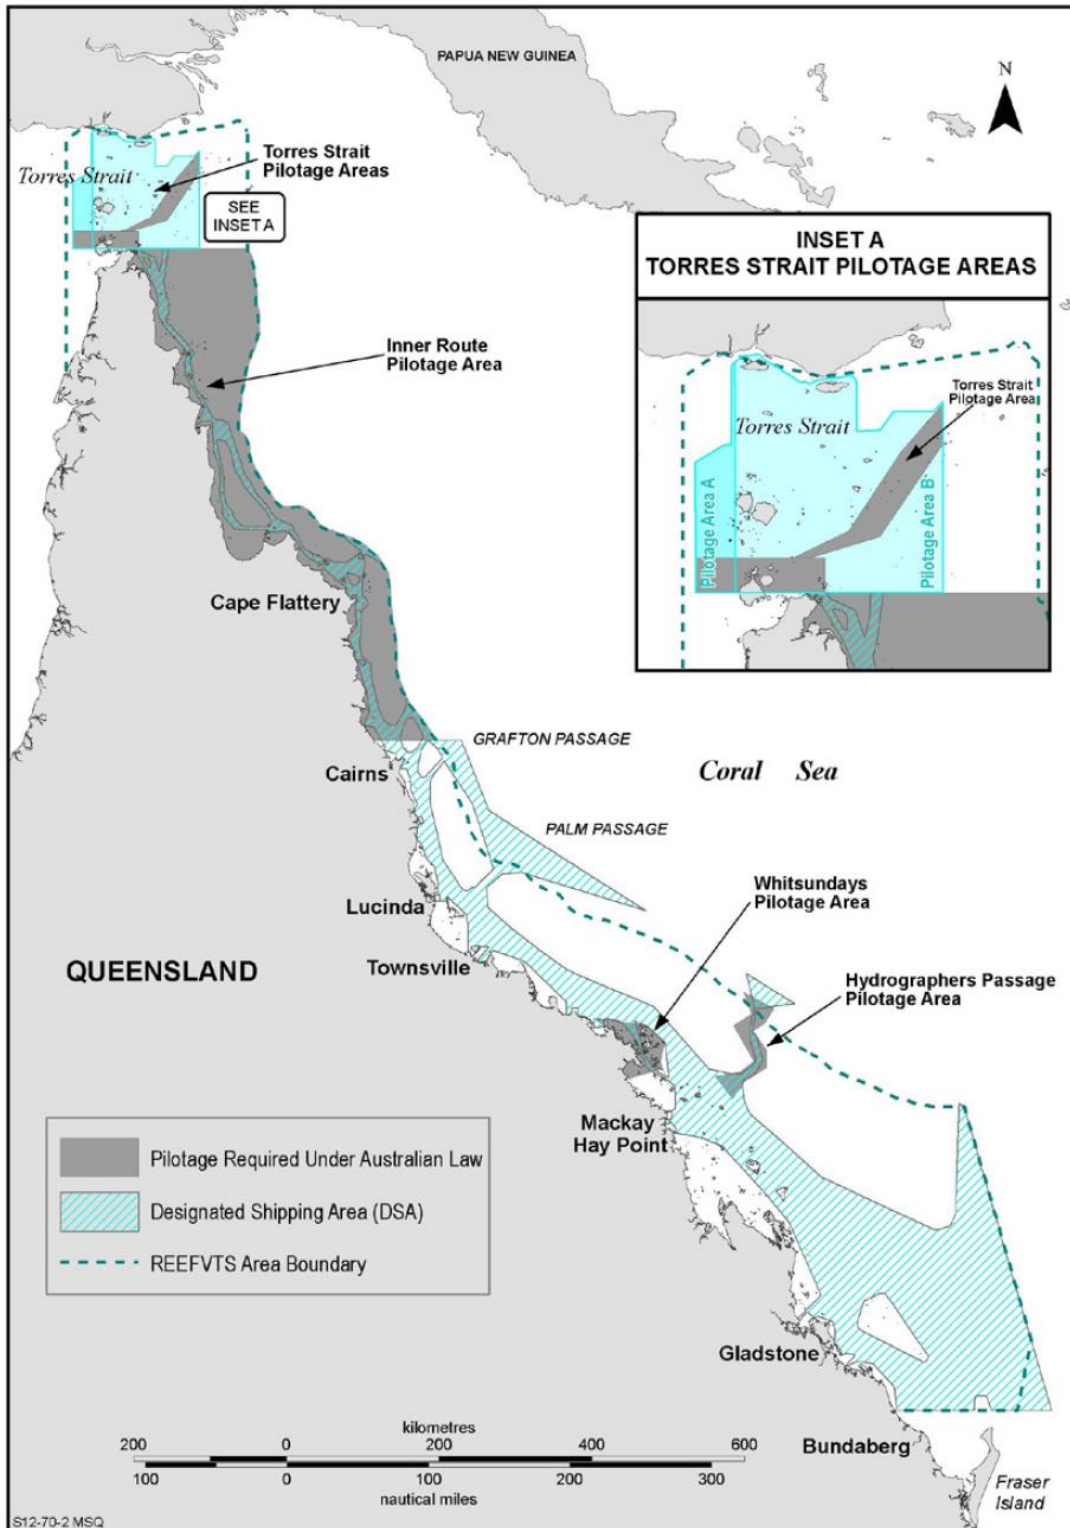 PAPUA NEW GUINEA
N
Torres Strait
Pilotage Areas
Torres Strait
SEE
INSET A
INSET A
TORRES STRAIT PILOTAGE AREAS
Torres Strait
Pilotage Area
Torres Strait
Pilotage Area A
Pilotage Area B
Inner Route
Pilotage Area
Cape Flattery
GRAFTON PASSAGE
Cairns
Coral Sea
PALM PASSAGE
Whitsundays
Pilotage Area
Lucinda
QUEENSLAND
Townsville
Hydrographers Passage
Pilotage Area
Mackay
Hay Point
Pilotage Required Under Australian Law
Designated Shipping Area (DSA)
REEFVTS Area Boundary
Gladstone
kilometres
200 0 200 400 600
100 0 100 200 300
nautical miles
Bundaberg
Fraser
Island
S12-70-2 MSQ